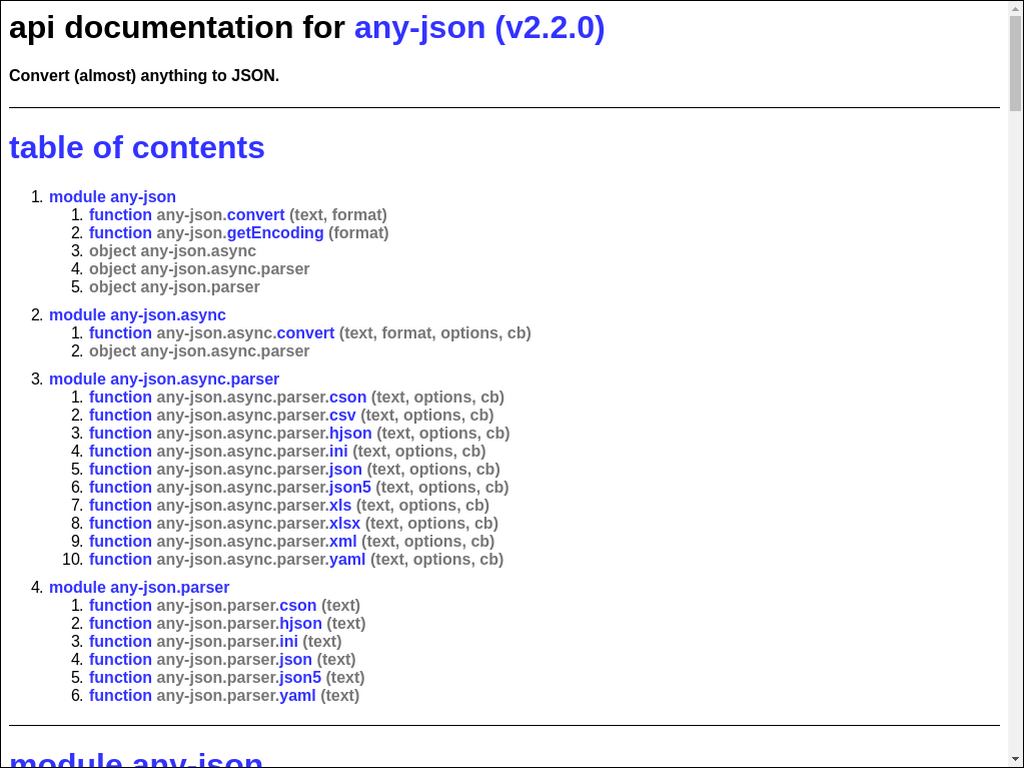 api documentation for any-json (v2.2.0)
Convert (almost) anything to JSON.
table of contents
1. module any-json
1. function any-json.convert (text, format)
2. function any-json.getEncoding (format)
3. object any-json.async
4. object any-json.async.parser
5. object any-json.parser
2. module any-json.async
1. function any-json.async.convert (text, format, options, cb)
2. object any-json.async.parser
3. module any-json.async.parser
1. function any-json.async.parser.cson (text, options, cb)
2. function any-json.async.parser.csv (text, options, cb)
3. function any-json.async.parser.hjson (text, options, cb)
4. function any-json.async.parser.ini (text, options, cb)
5. function any-json.async.parser.json (text, options, cb)
6. function any-json.async.parser.json5 (text, options, cb)
7. function any-json.async.parser.xls (text, options, cb)
8. function any-json.async.parser.xlsx (text, options, cb)
9. function any-json.async.parser.xml (text, options, cb)
10. function any-json.async.parser.yaml (text, options, cb)
4. module any-json.parser
1. function any-json.parser.cson (text)
2. function any-json.parser.hjson (text)
3. function any-json.parser.ini (text)
4. function any-json.parser.json (text)
5. function any-json.parser.json5 (text)
6. function any-json.parser.yaml (text)
module any-json